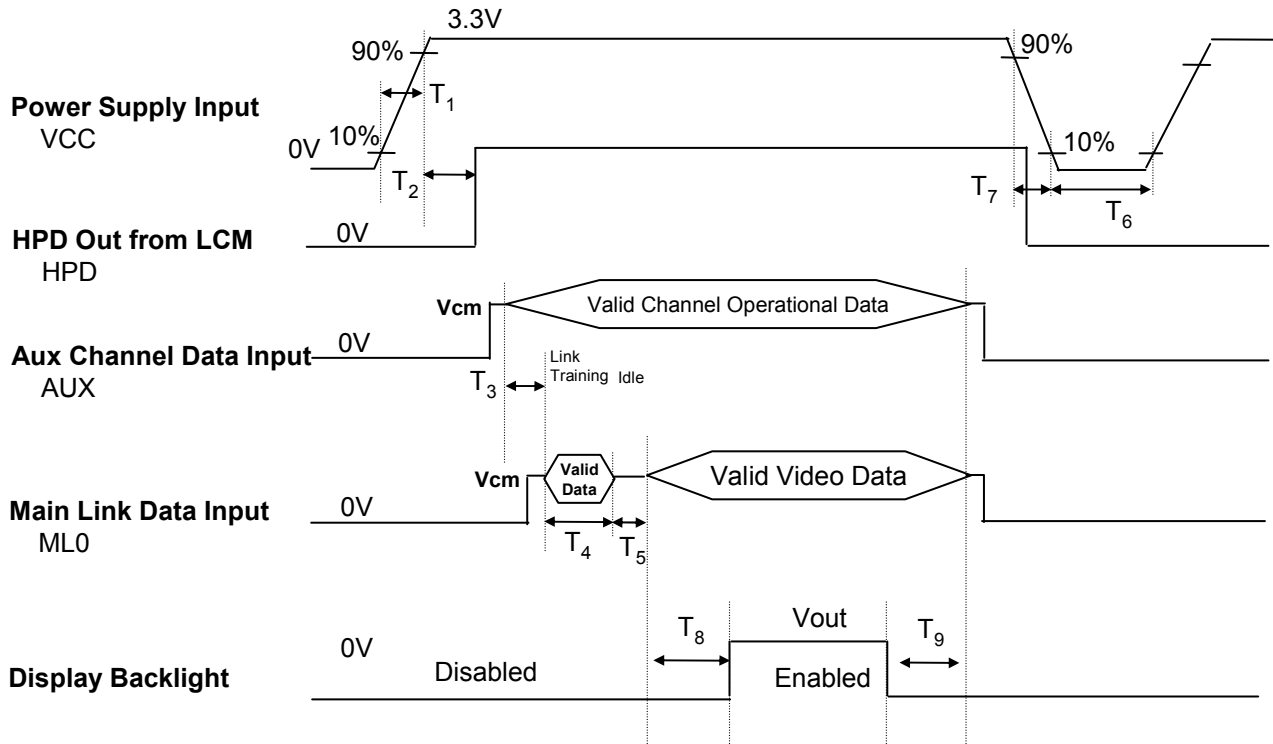 3.3V
90%
90%
T1
Power Supply Input
VCC
10%
0V
10%
T2
T7
T6
0V
HPD Out from LCM
HPD
Vcm
Valid Channel Operational Data
0V
Aux Channel Data Input
AUX
Link
Training Idle
T3
Vcm
Valid
Data
Valid Video Data
0V
Main Link Data Input
ML0
T4
T5
Vout
T8
T9
0V
Disabled
Enabled
Display Backlight